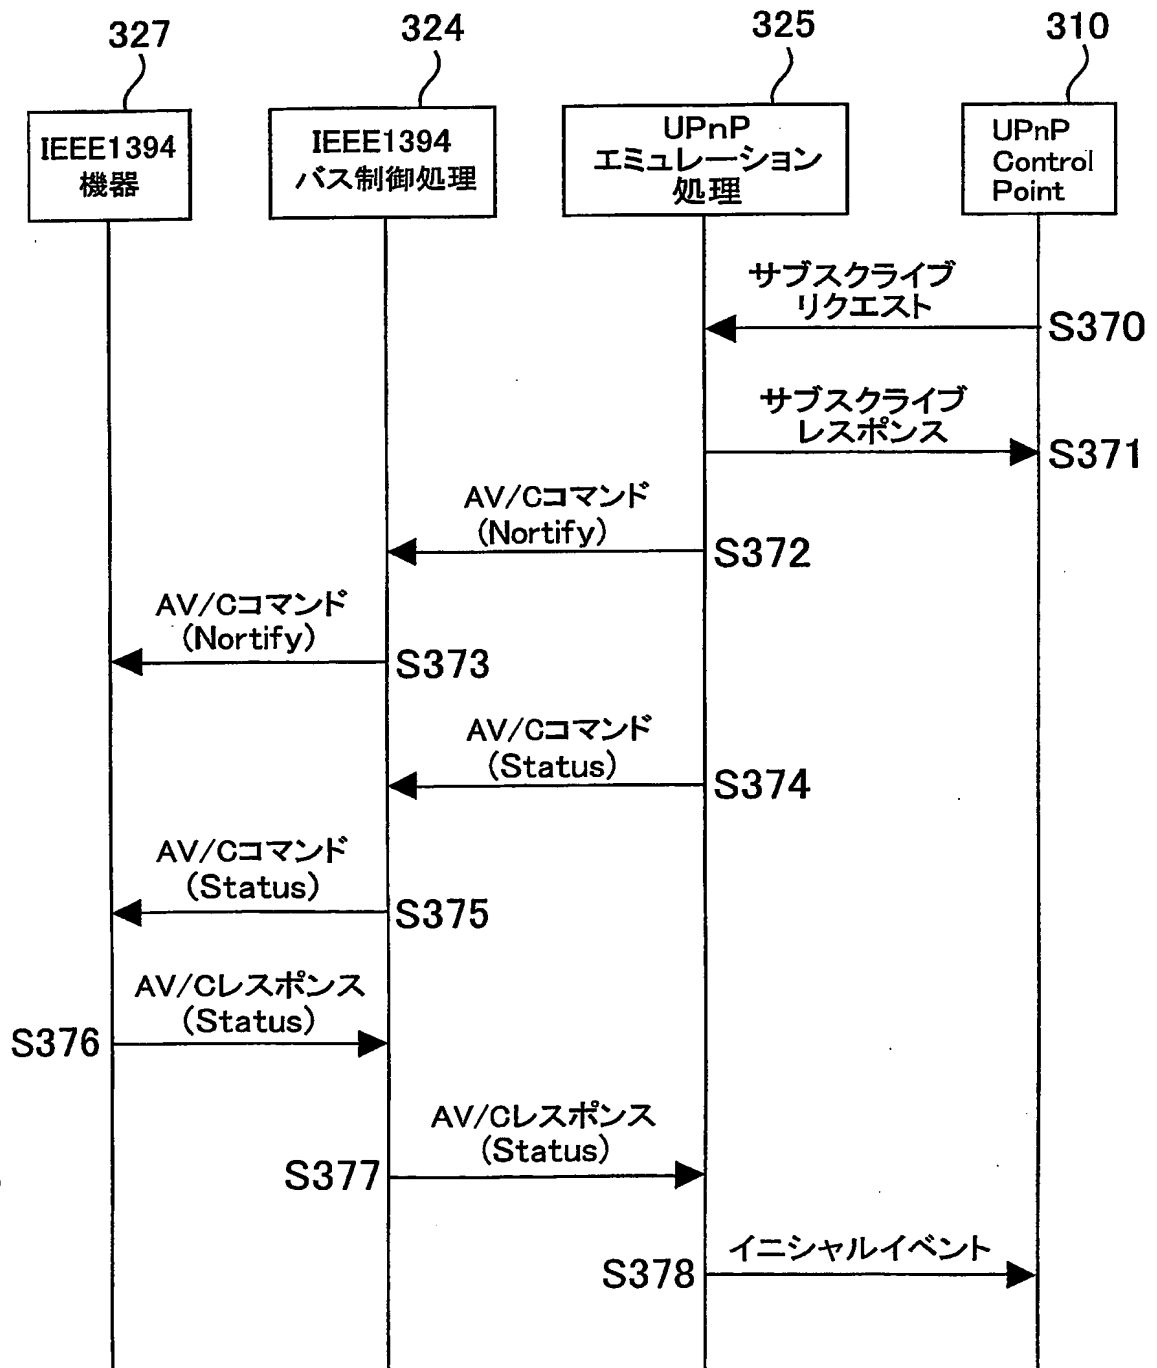 327
324
325
310
IEEE1394
機器
IEEE1394
バス制御処理
UPnP
エミュレーション
処理
UPnP
Control
Point
サブスクライブ
リクエスト
S370
サブスクライブ
レスポンス
S371
AV/Cコマンド
(Nortify)
S372
AV/Cコマンド
(Nortify)
S373
AV/Cコマンド
(Status)
S374
AV/Cコマンド
(Status)
S375
AV/Cレスポンス
(Status)
S376
AV/Cレスポンス
(Status)
S377
イニシャルイベント
S378